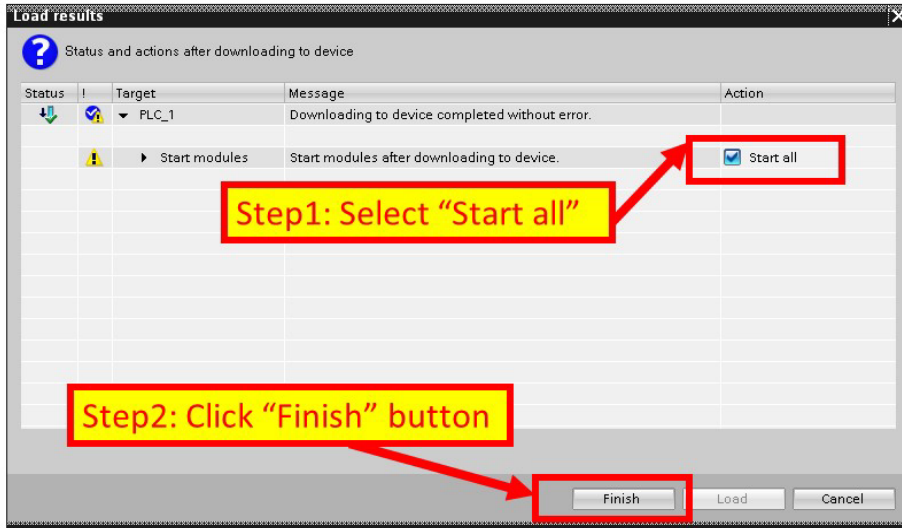 Load results
Status and actions after downloading to device
Status ! Target Message Action
PLC_1 Downloading to device completed without error.
Start modules Start modules after downloading to device. Start all
Step1: Select “Start all”
Step2: Click “Finish” button
Finish Load Cancel